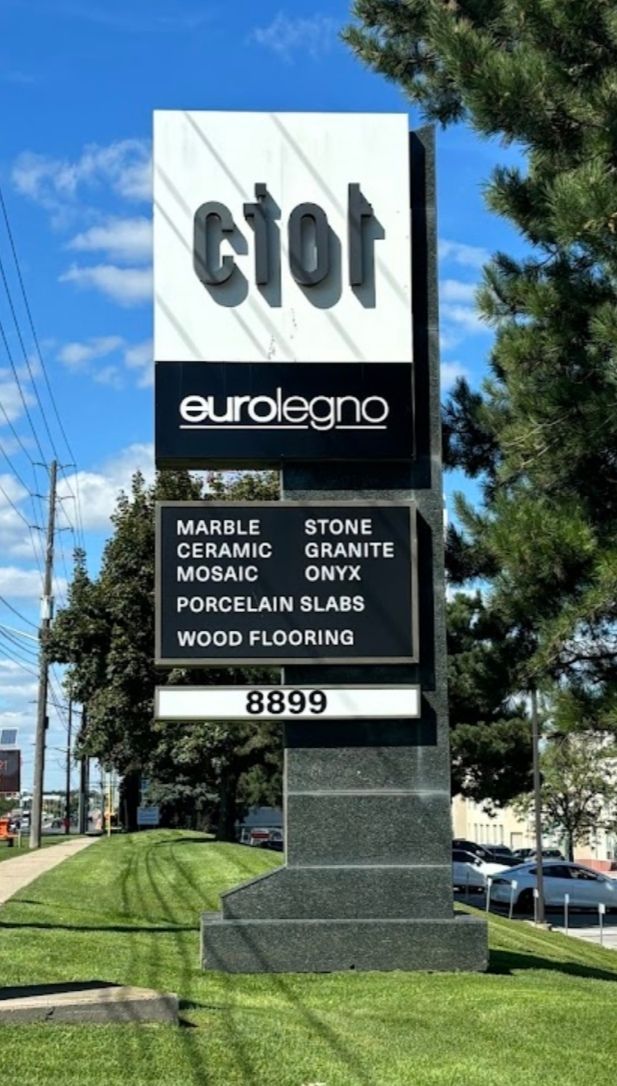 ciot
eurolegno
MARBLE STONE
CERAMIC GRANITE
MOSAIC ONYX
PORCELAIN SLABS
WOOD FLOORING
8899